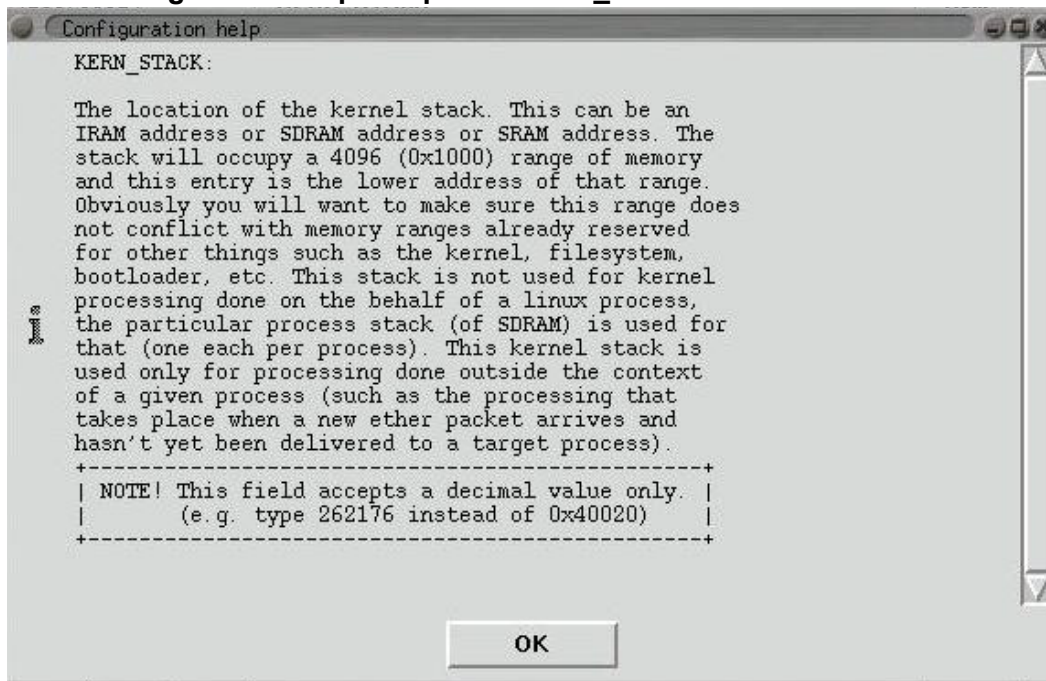 Configuration help
KERN_STACK:
The location of the kernel stack. This can be an
IRAM address or SDRAM address or SRAM address. The
stack will occupy a 4096 (0x1000) range of memory
and this entry is the lower address of that range.
Obviously you will want to make sure this range does
not conflict with memory ranges already reserved
for other things such as the kernel, filesystem,
bootloader, etc. This stack is not used for kernel
processing done on the behalf of a linux process,
the particular process stack (of SDRAM) is used for
that (one each per process). This kernel stack is
used only for processing done outside the context
of a given process (such as the processing that
takes place when a new ether packet arrives and
hasn't yet been delivered to a target process).
+-------------------------------------------------+
| NOTE! This field accepts a decimal value only. |
| (e.g. type 262176 instead of 0x40020) |
+-------------------------------------------------+
OK